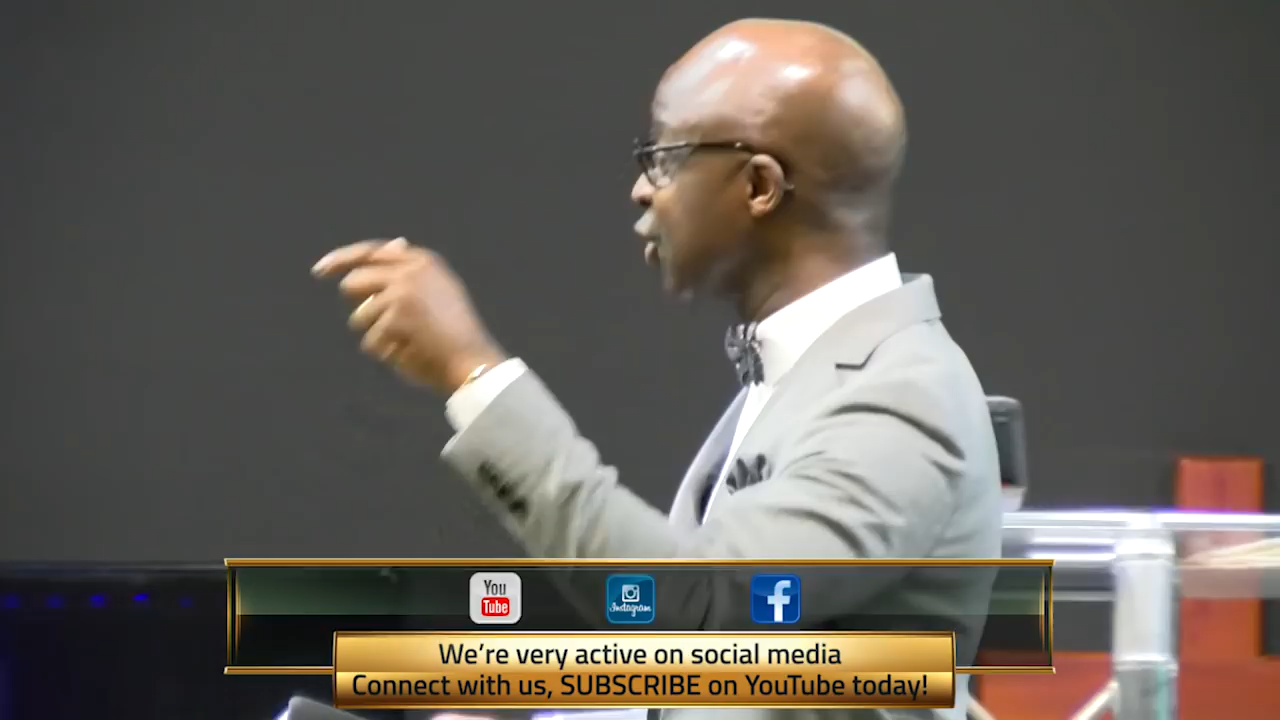 You
Tube
Instagram
f
We're very active on social media
Connect with us, SUBSCRIBE on YouTube today!